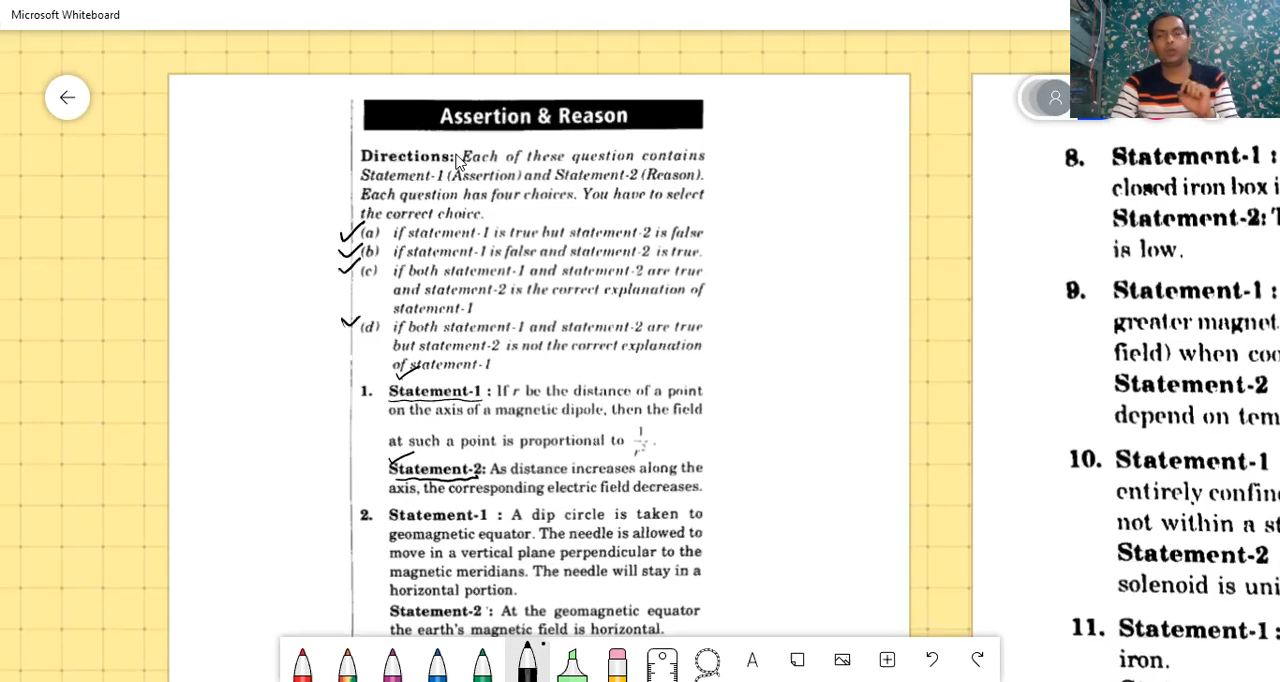 Microsoft Whiteboard
Assertion & Reason
Directions: Each of these question contains
Statement-1 (Assertion) and Statement-2 (Reason).
Each question has four choices. You have to select
the correct choice.
(a) if statement-1 is true but statement-2 is false
(b) if statement-1 is false and statement-2 is true.
(c) if both statement-1 and statement-2 are true
and statement-2 is the correct explanation of
statement-1
(d) if both statement-1 and statement-2 are true
but statement-2 is not the correct explanation
of statement-1
1. Statement-1 : If r be the distance of a point
on the axis of a magnetic dipole, then the field
at such a point is proportional to 1/r².
Statement-2: As distance increases along the
axis, the corresponding electric field decreases.
2. Statement-1 : A dip circle is taken to
geomagnetic equator. The needle is allowed to
move in a vertical plane perpendicular to the
magnetic meridians. The needle will stay in a
horizontal portion.
Statement-2 : At the geomagnetic equator
the earth's magnetic field is horizontal.
8. Statement-1 :
closed iron box i
Statement-2:
is low.
9. Statement-1 :
greater magnet
field) when coo
Statement-2
depend on tem
10. Statement-1
entirely confin
not within a st
Statement-2
solenoid is uni
11. Statement-1 :
iron.
A